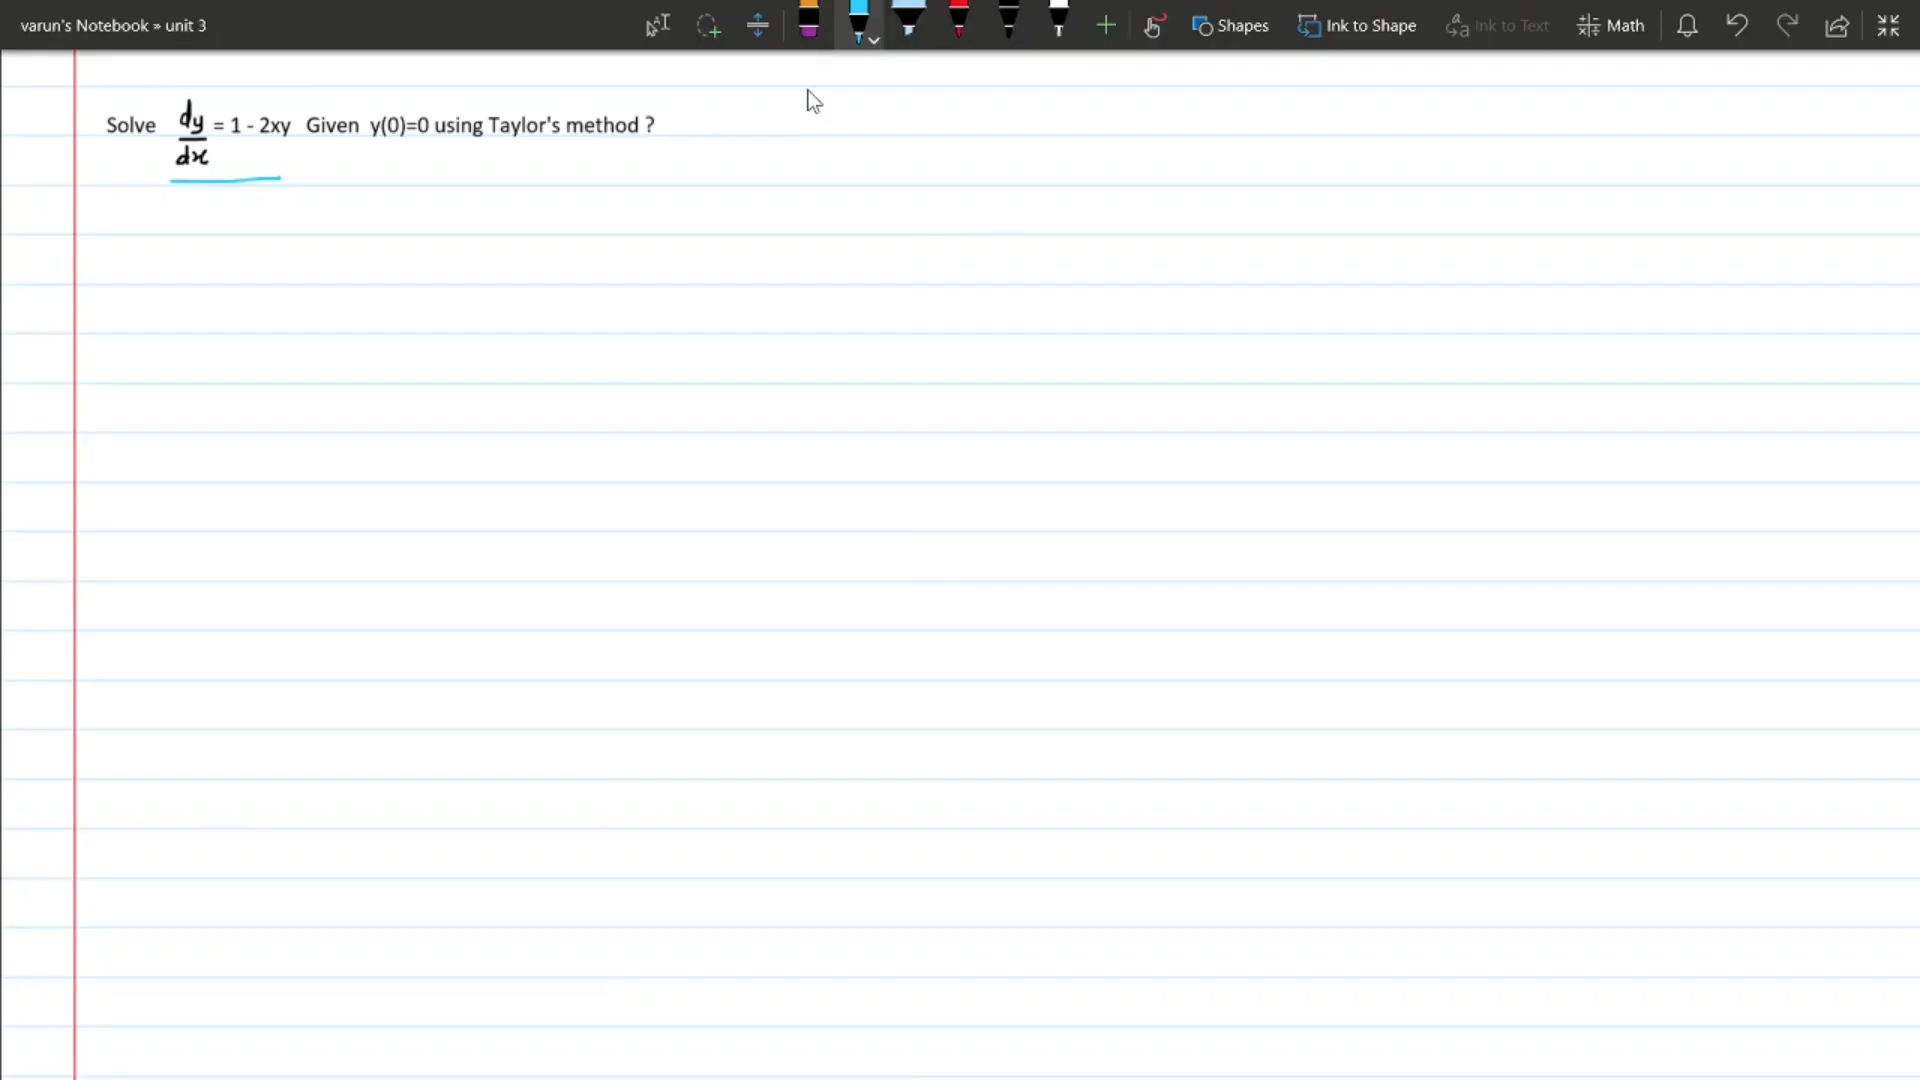 varun's Notebook » unit 3
Shapes
Ink to Shape
Ink to Text
Math
Solve dy/dx = 1 - 2xy Given y(0)=0 using Taylor's method ?